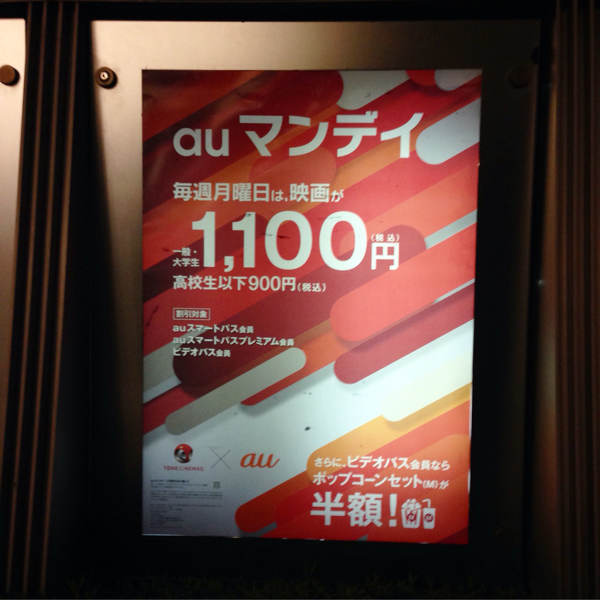 au マンデイ
毎週月曜日は、映画が
一般・大学生 1,100円(税込)
高校生以下900円(税込)
割引対象
auスマートパス会員
auスマートパスプレミアム会員
ビデオパス会員
TOHO CINEMAS × au
さらに、ビデオパス会員なら
ポップコーンセット(M)が
半額!